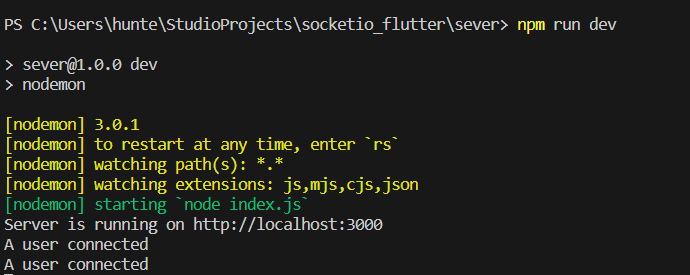 PS C:\Users\hunte\StudioProjects\socketio_flutter\sever> npm run dev
> sever@1.0.0 dev
> nodemon
[nodemon] 3.0.1
[nodemon] to restart at any time, enter `rs`
[nodemon] watching path(s): *.*
[nodemon] watching extensions: js,mjs,cjs,json
[nodemon] starting `node index.js`
Server is running on http://localhost:3000
A user connected
A user connected